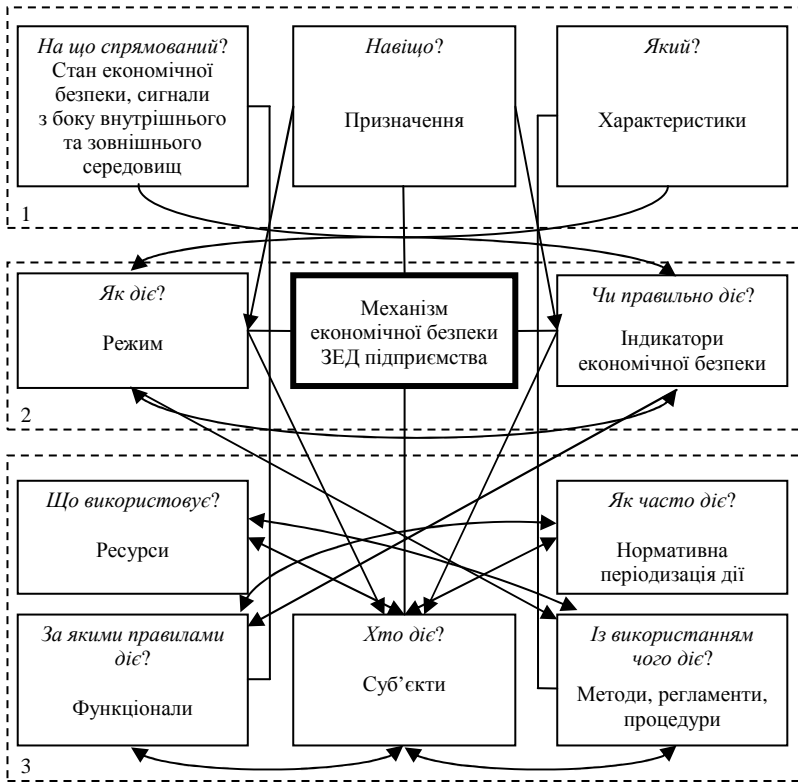 На що спрямований?
Стан економічної
безпеки, сигнали
з боку внутрішнього
та зовнішнього
середовищ
Навіщо?
Призначення
Який?
Характеристики
1
Як діє?
Режим
Механізм
економічної безпеки
ЗЕД підприємства
Чи правильно діє?
Індикатори
економічної безпеки
2
Що використовує?
Ресурси
Як часто діє?
Нормативна
періодизація дії
За якими правилами
діє?
Функціонали
Хто діє?
Суб’єкти
Із використанням
чого діє?
Методи, регламенти,
процедури
3